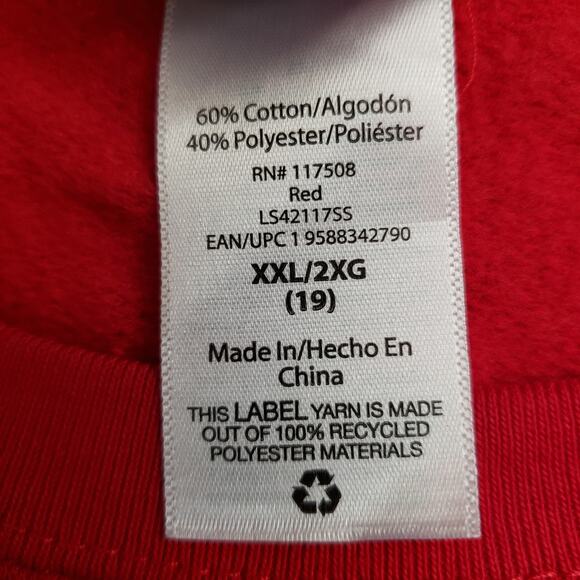 60% Cotton/Algodón
40% Polyester/Poliéster
RN# 117508
Red
LS42117SS
EAN/UPC 1 9588342790
XXL/2XG
(19)
Made In/Hecho En
China
THIS LABEL YARN IS MADE
OUT OF 100% RECYCLED
POLYESTER MATERIALS